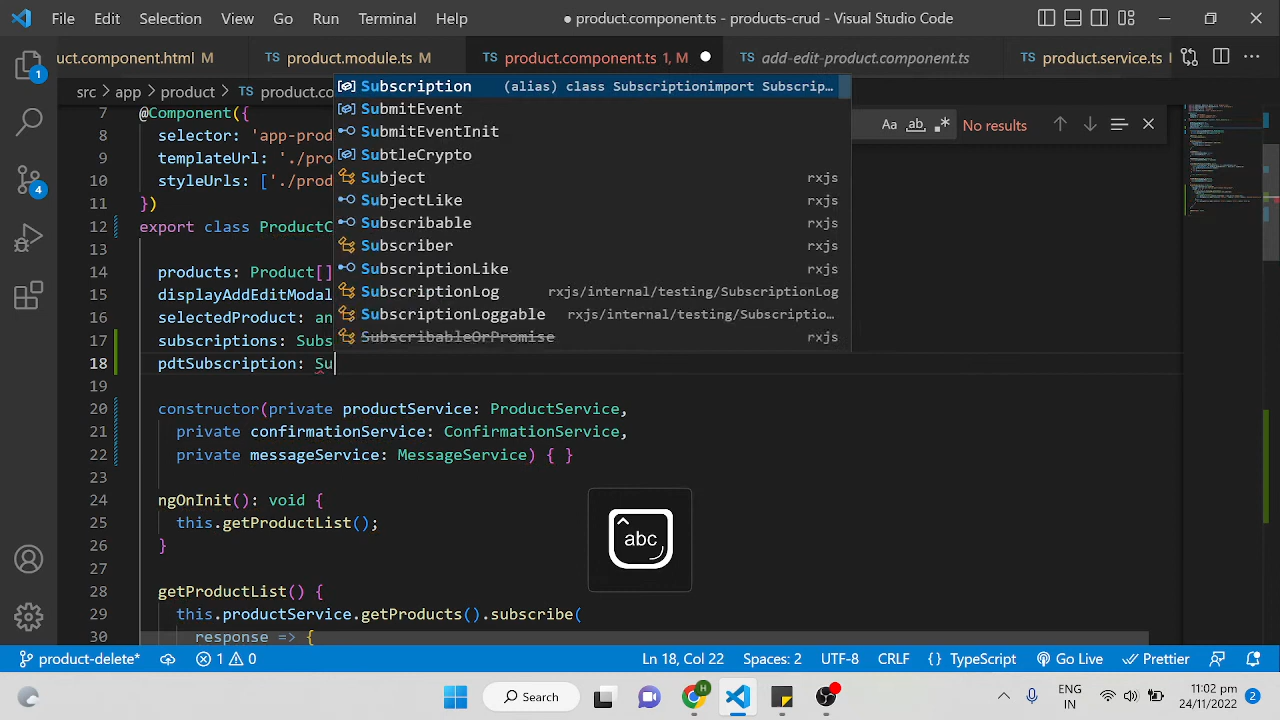 File Edit Selection View Go Run Terminal Help
product.component.ts - products-crud - Visual Studio Code
ct.component.html M
product.module.ts M
product.component.ts 1, M
add-edit-product.component.ts
product.service.ts M
src > app > product > product.co
7 @Component({
8 selector: 'app-prod
9 templateUrl: './pro
10 styleUrls: ['./prod
11 })
12 export class ProductC
13
14 products: Product[]
15 displayAddEditModal
16 selectedProduct: an
17 subscriptions: Subs
18 pdtSubscription: Su
19
20 constructor(private productService: ProductService,
21 private confirmationService: ConfirmationService,
22 private messageService: MessageService) { }
23
24 ngOnInit(): void {
25 this.getProductList();
26 }
27
28 getProductList() {
29 this.productService.getProducts().subscribe(
30 response => {
Subscription (alias) class Subscriptionimport Subscrip…
SubmitEvent
SubmitEventInit
SubtleCrypto
Subject rxjs
SubjectLike rxjs
Subscribable rxjs
Subscriber rxjs
SubscriptionLike rxjs
SubscriptionLog rxjs/internal/testing/SubscriptionLog
SubscriptionLoggable rxjs/internal/testing/Subscriptio…
SubscribableOrPromise rxjs
Aa ab No results
abc
1
4
product-delete* 1 0
Ln 18, Col 22 Spaces: 2 UTF-8 CRLF {} TypeScript Go Live Prettier
Search
H
ENG
IN
11:02 pm
24/11/2022
2